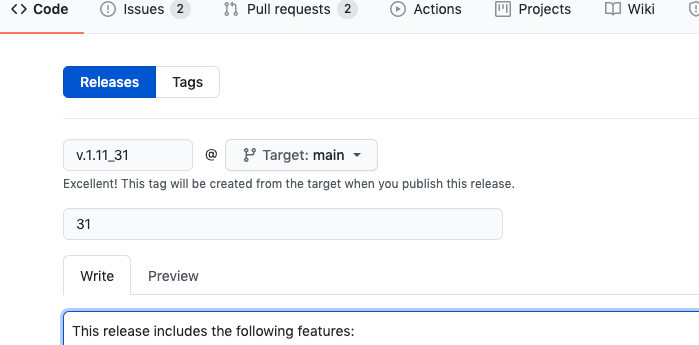 Code Issues 2 Pull requests 2 Actions Projects Wiki
Releases Tags
v.1.11_31 @ Target: main
Excellent! This tag will be created from the target when you publish this release.
31
Write Preview
This release includes the following features: